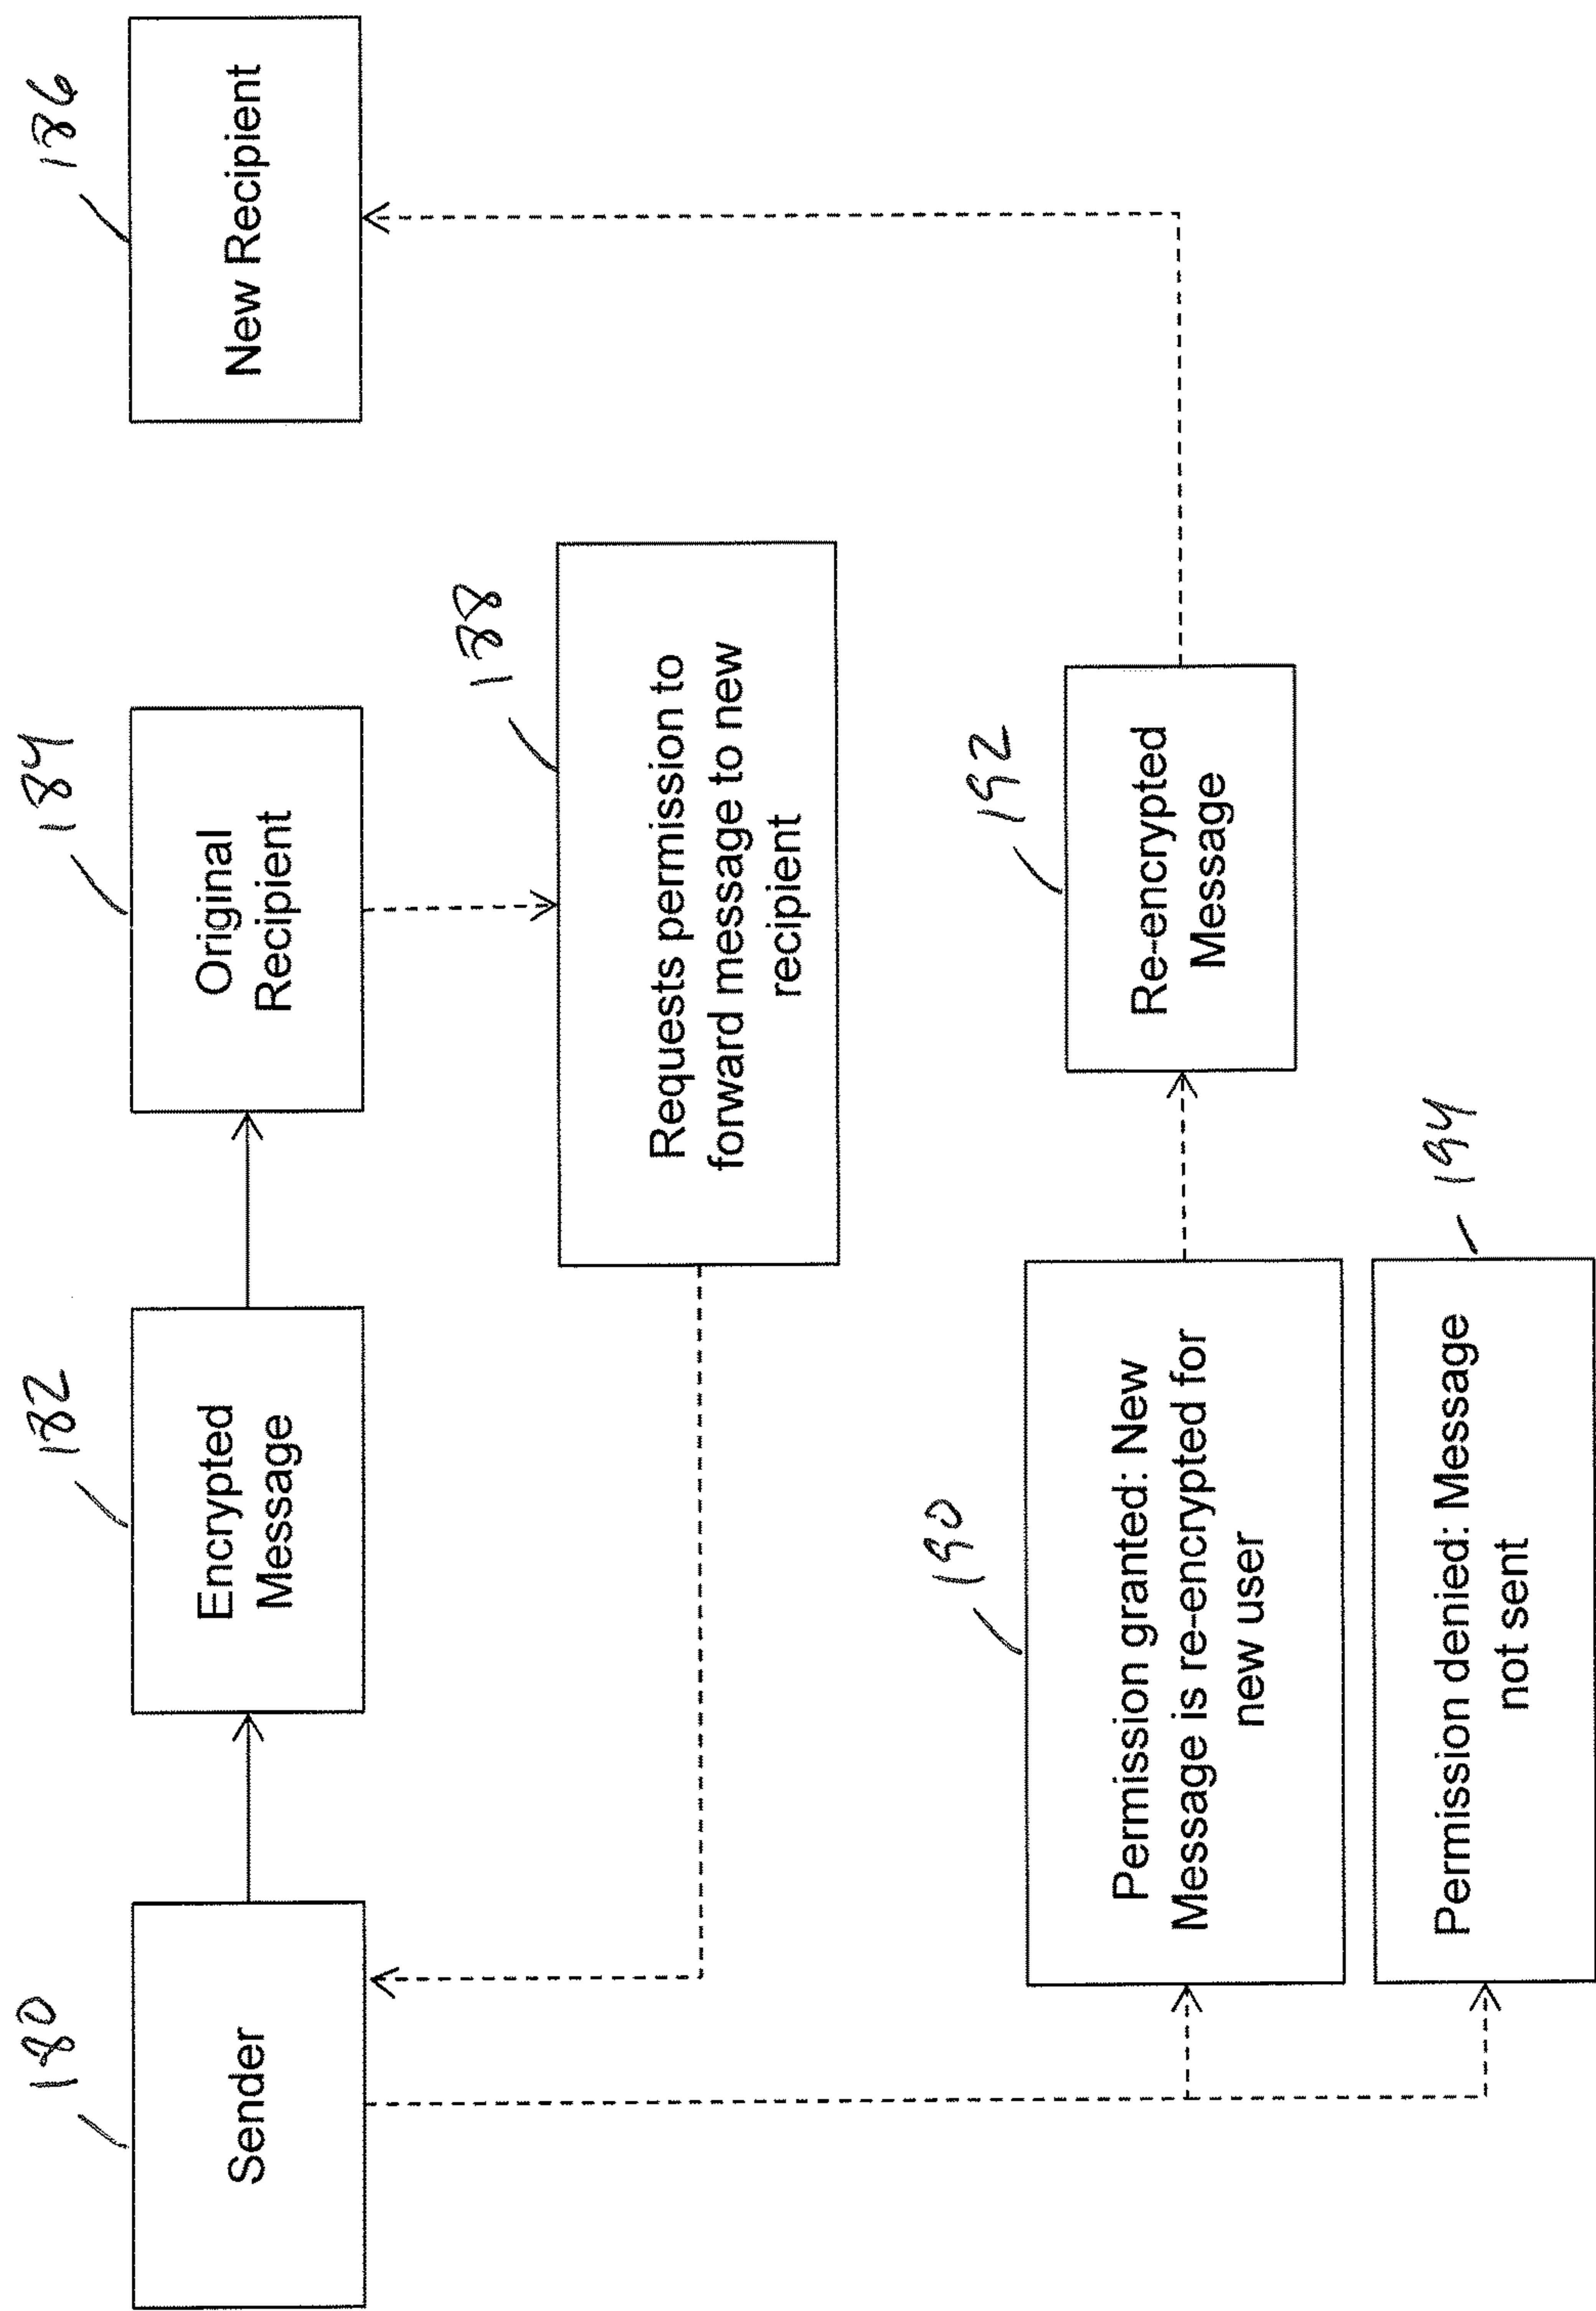 180
Sender
182
Encrypted
Message
184
Original
Recipient
186
New Recipient
188
Requests permission to
forward message to new
recipient
190
Permission granted: New
Message is re-encrypted for
new user
192
Re-encrypted
Message
194
Permission denied: Message
not sent